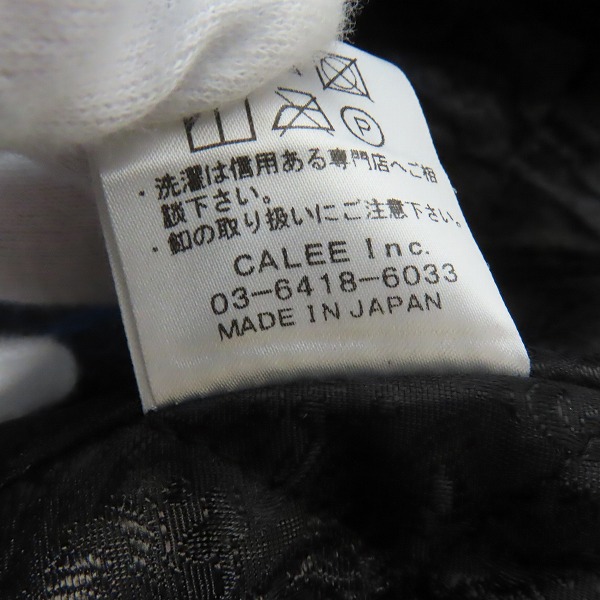 P
・洗濯は信用ある専門店へご相
談下さい。
・釦の取り扱いにご注意下さい。
CALEE Inc.
03-6418-6033
MADE IN JAPAN